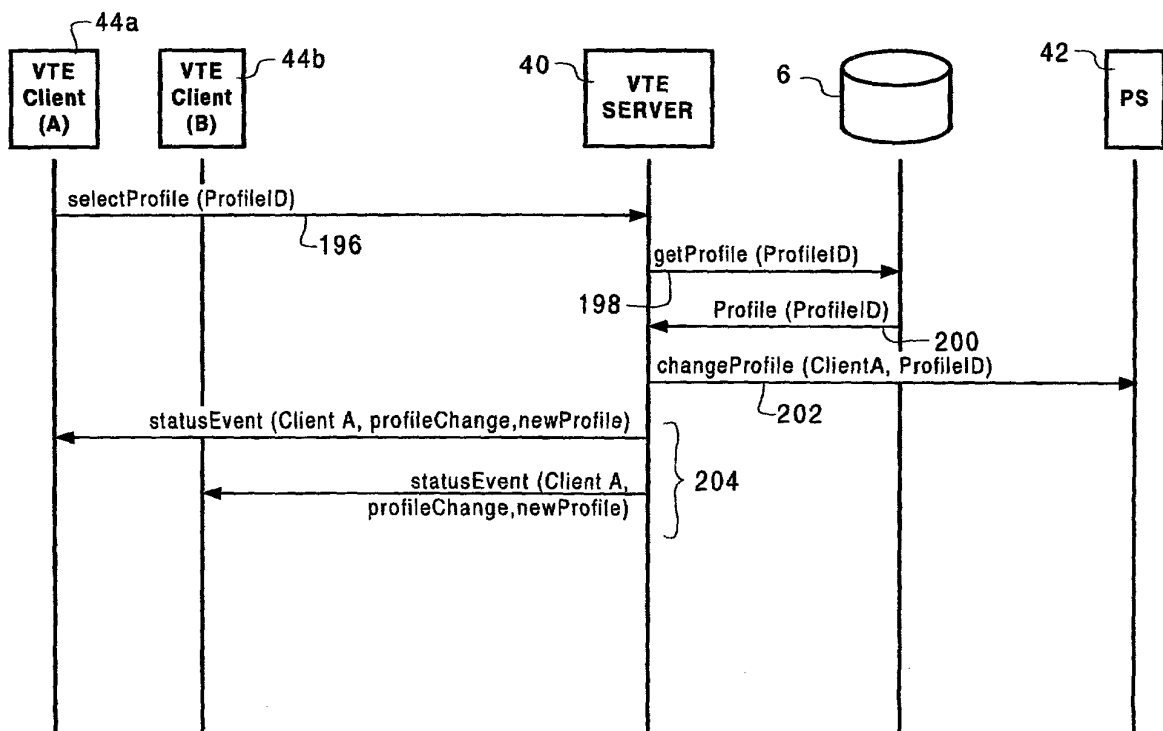 44a
VTE
Client
(A)
VTE
Client
(B)
44b
40
VTE
SERVER
6
42
PS
selectProfile (ProfileID)
196
getProfile (ProfileID)
198
Profile (ProfileID)
200
changeProfile (ClientA, ProfileID)
202
statusEvent (Client A, profileChange,newProfile)
statusEvent (Client A,
profileChange,newProfile)
204